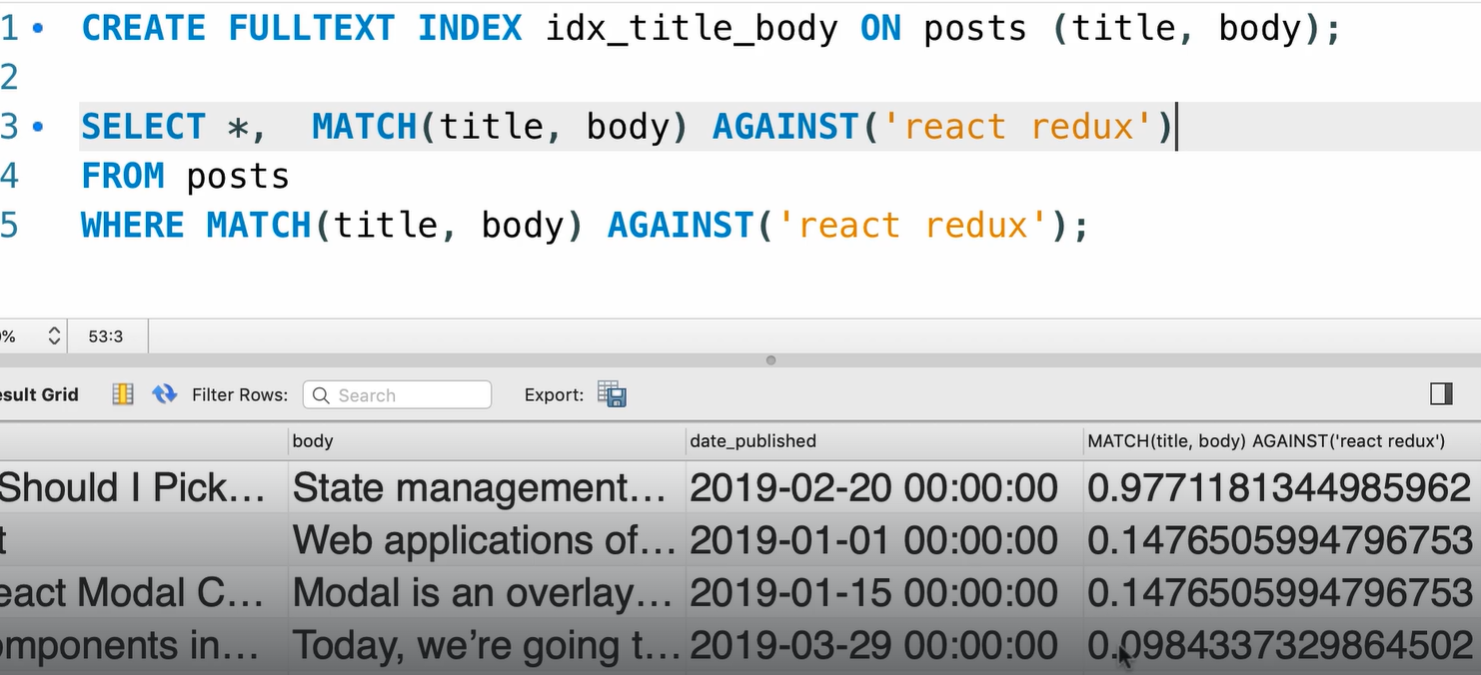 1 CREATE FULLTEXT INDEX idx_title_body ON posts (title, body);
2
3 SELECT *,  MATCH(title, body) AGAINST('react redux')
4 FROM posts
5 WHERE MATCH(title, body) AGAINST('react redux');
% 53:3
esult Grid Filter Rows: Search Export:
body date_published MATCH(title, body) AGAINST('react redux')
Should I Pick... State management... 2019-02-20 00:00:00 0.9771181344985962
t Web applications of... 2019-01-01 00:00:00 0.1476505994796753
eact Modal C... Modal is an overlay... 2019-01-15 00:00:00 0.1476505994796753
omponents in... Today, we’re going t... 2019-03-29 00:00:00 0.0984337329864502